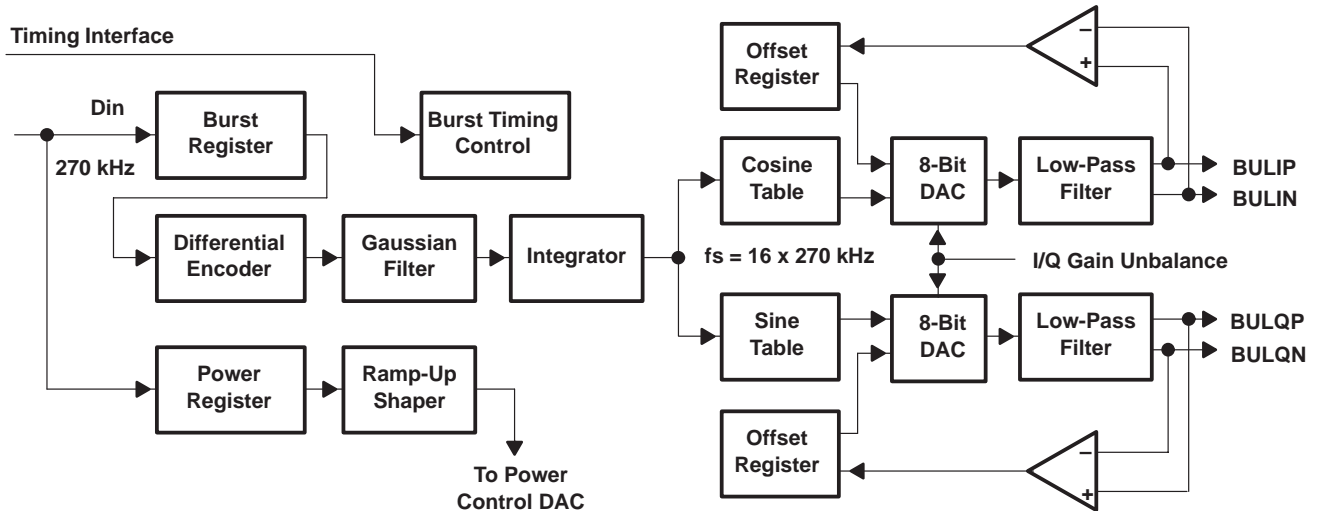 Timing Interface
Din
270 kHz
Burst
Register
Burst Timing
Control
Differential
Encoder
Gaussian
Filter
Integrator
Power
Register
Ramp-Up
Shaper
To Power
Control DAC
Offset
Register
–
+
Cosine
Table
8-Bit
DAC
Low-Pass
Filter
BULIP
BULIN
fs = 16 x 270 kHz
I/Q Gain Unbalance
Sine
Table
8-Bit
DAC
Low-Pass
Filter
BULQP
BULQN
Offset
Register
–
+